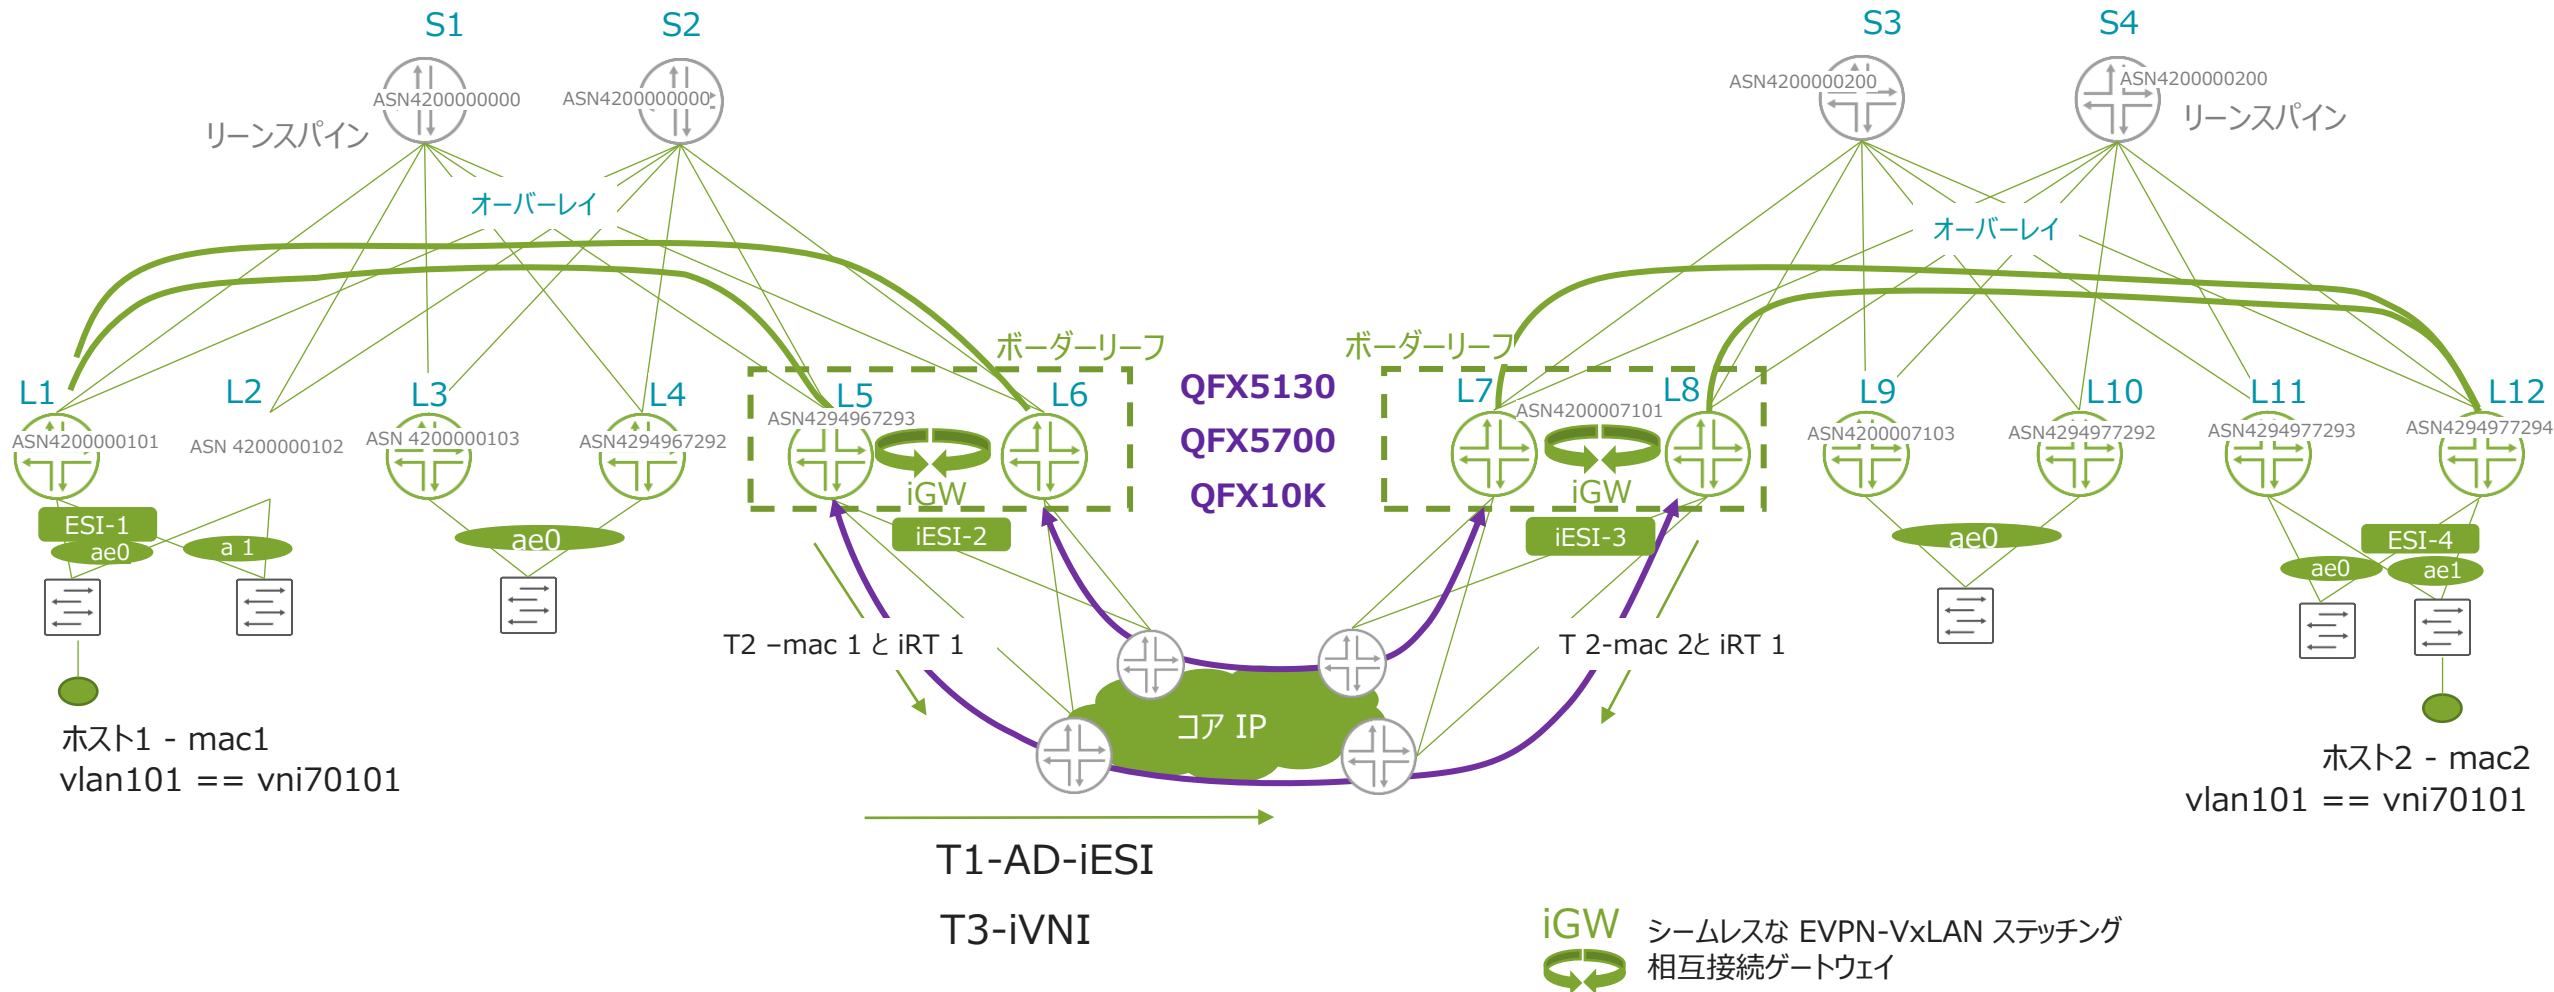 S1
S2
S3
S4
ASN4200000000
ASN4200000000
ASN4200000200
ASN4200000200
リーンスパイン
リーンスパイン
オーバーレイ
オーバーレイ
ボーダーリーフ
ボーダーリーフ
L1
L2
L3
L4
L5
L6
QFX5130
QFX5700
QFX10K
L7
L8
L9
L10
L11
L12
ASN4200000101
ASN 4200000102
ASN 4200000103
ASN4294967292
ASN4294967293
ASN4200007101
ASN4200007103
ASN4294977292
ASN4294977293
ASN4294977294
iGW
iGW
ESI-1
ae0
a 1
ae0
iESI-2
iESI-3
ae0
ESI-4
ae0
ae1
T2 –mac 1 と iRT 1
T 2-mac 2と iRT 1
コア IP
ホスト1 - mac1
vlan101 == vni70101
ホスト2 - mac2
vlan101 == vni70101
T1-AD-iESI
T3-iVNI
iGW
シームレスな EVPN-VxLAN ステッチング
相互接続ゲートウェイ